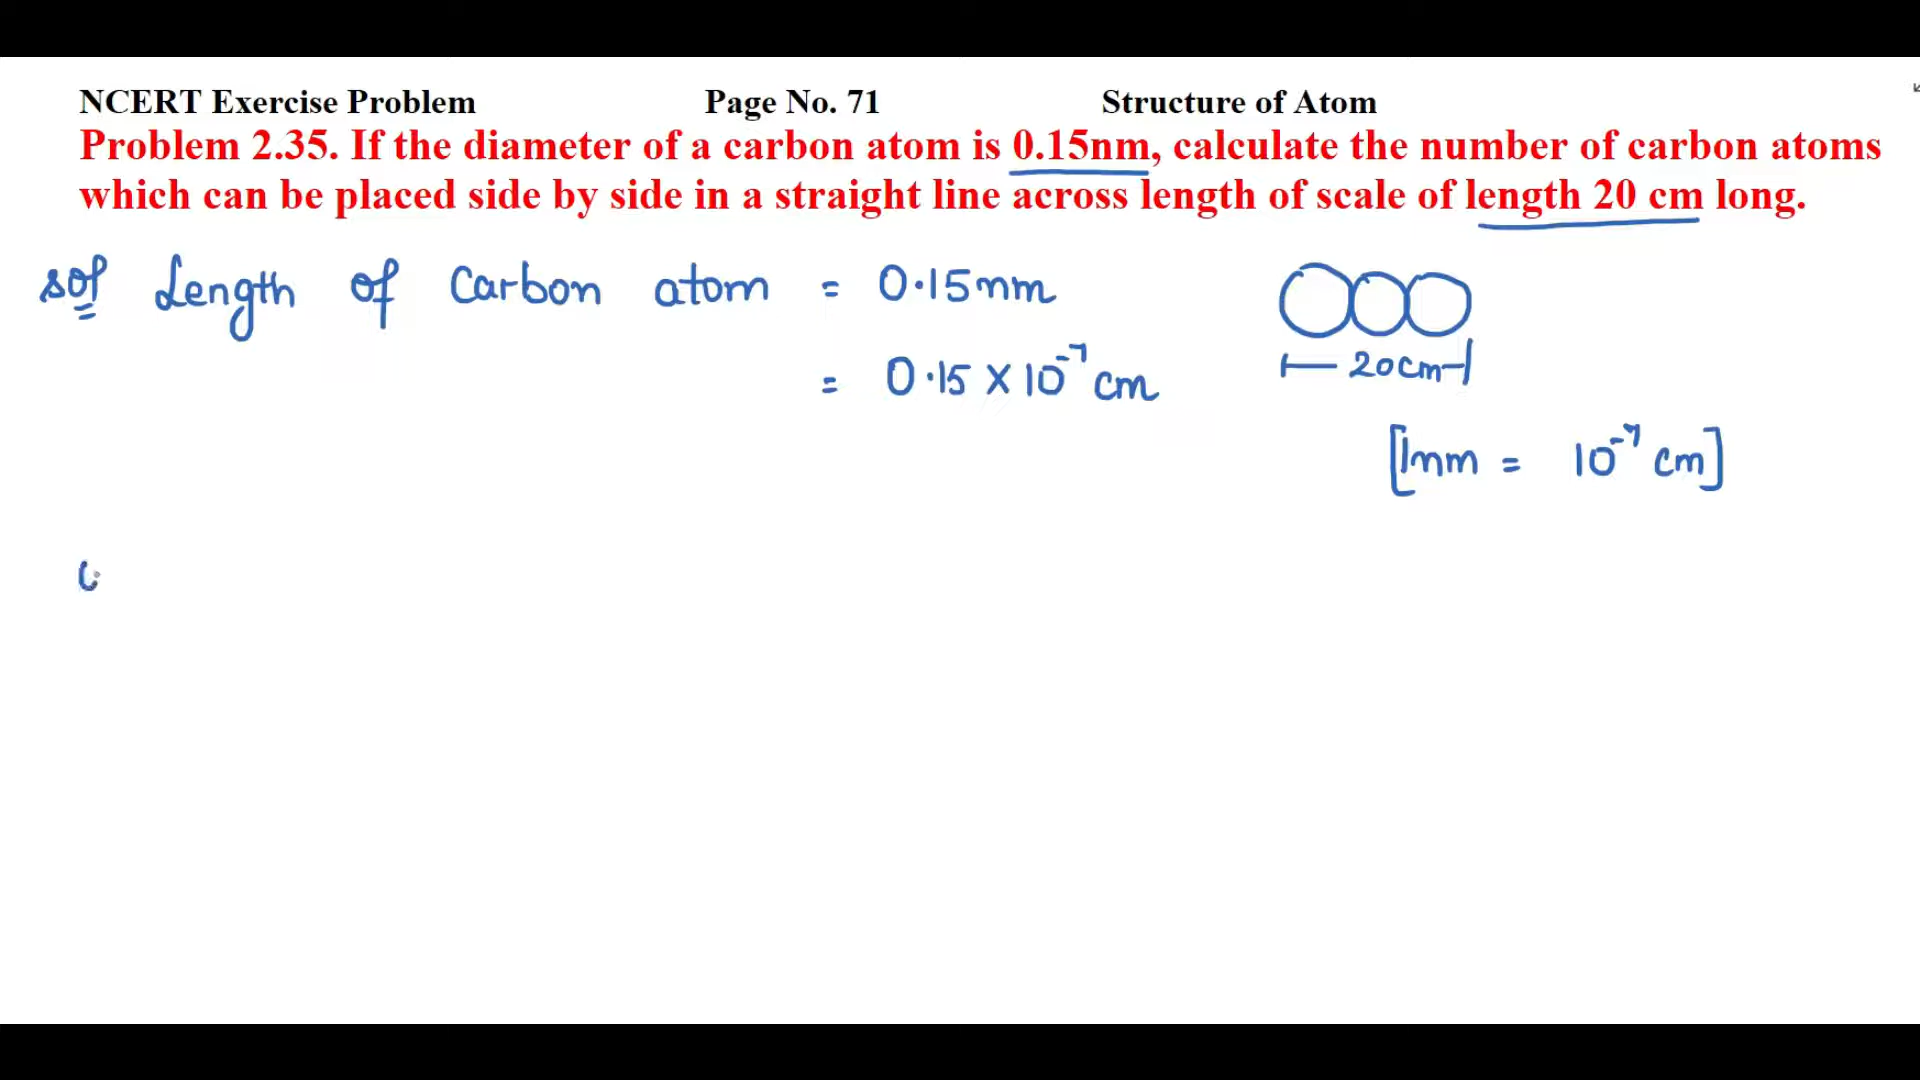 NCERT Exercise Problem Page No. 71 Structure of Atom
Problem 2.35. If the diameter of a carbon atom is 0.15nm, calculate the number of carbon atoms
which can be placed side by side in a straight line across length of scale of length 20 cm long.
sol Length of Carbon atom = 0.15nm
= 0.15 × 10⁻⁷ cm
20cm
[1nm = 10⁻⁷ cm]